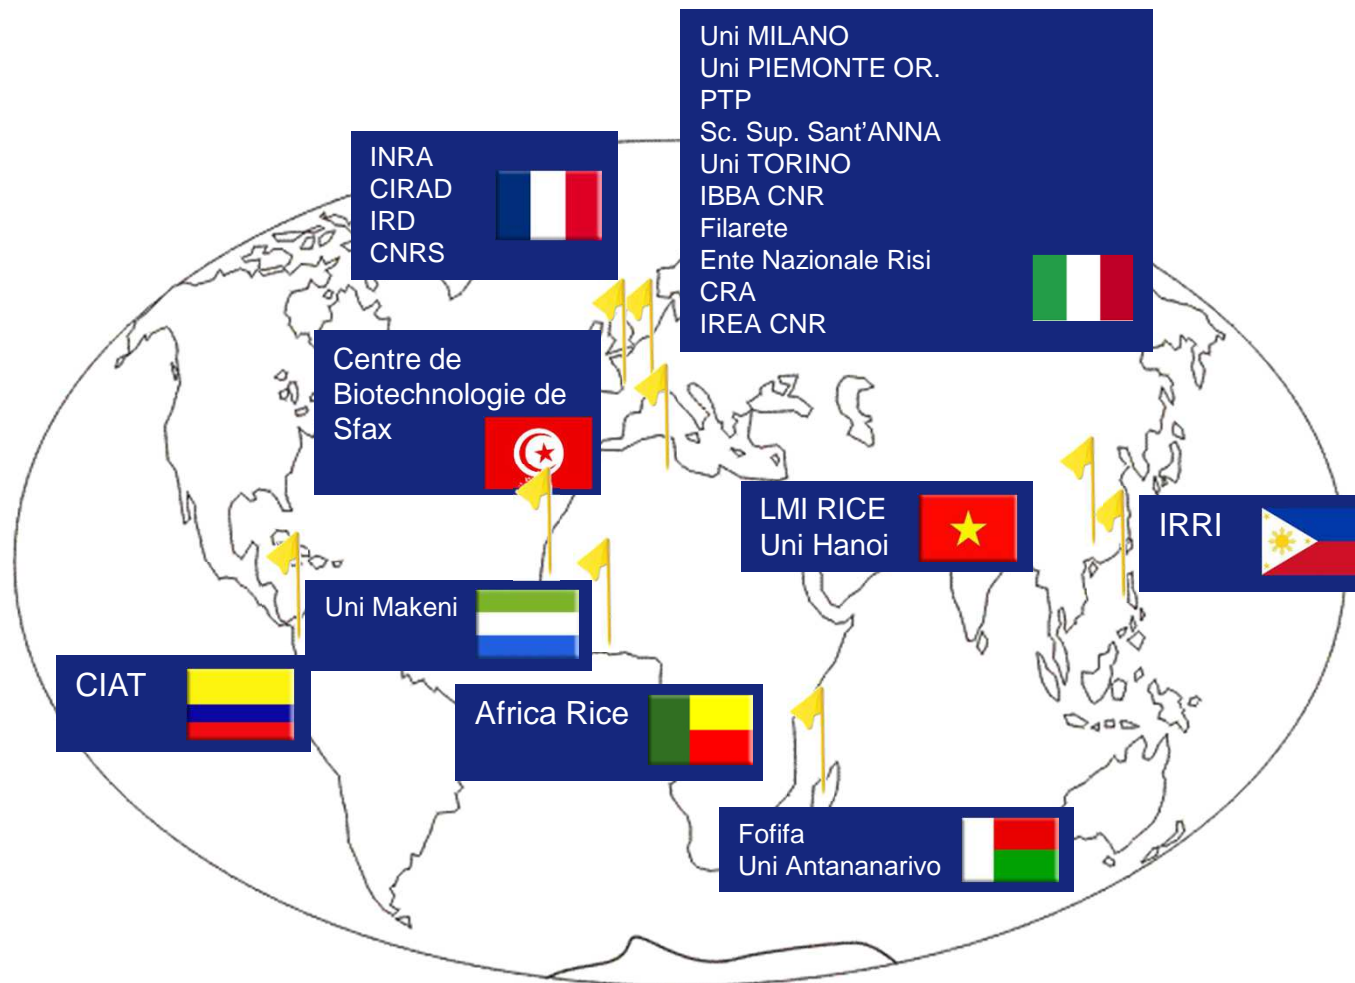 Uni MILANO
Uni PIEMONTE OR.
PTP
Sc. Sup. Sant’ANNA
Uni TORINO
IBBA CNR
Filarete
Ente Nazionale Risi
CRA
IREA CNR
INRA
CIRAD
IRD
CNRS
Centre de
Biotechnologie de
Sfax
LMI RICE
Uni Hanoi
IRRI
Uni Makeni
CIAT
Africa Rice
Fofifa
Uni Antananarivo